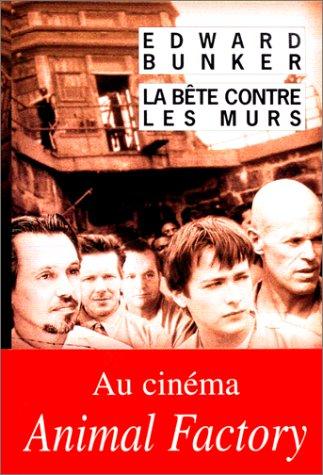 EDWARD
BUNKER
LA BÊTE CONTRE
LES MURS
Au cinéma
Animal Factory